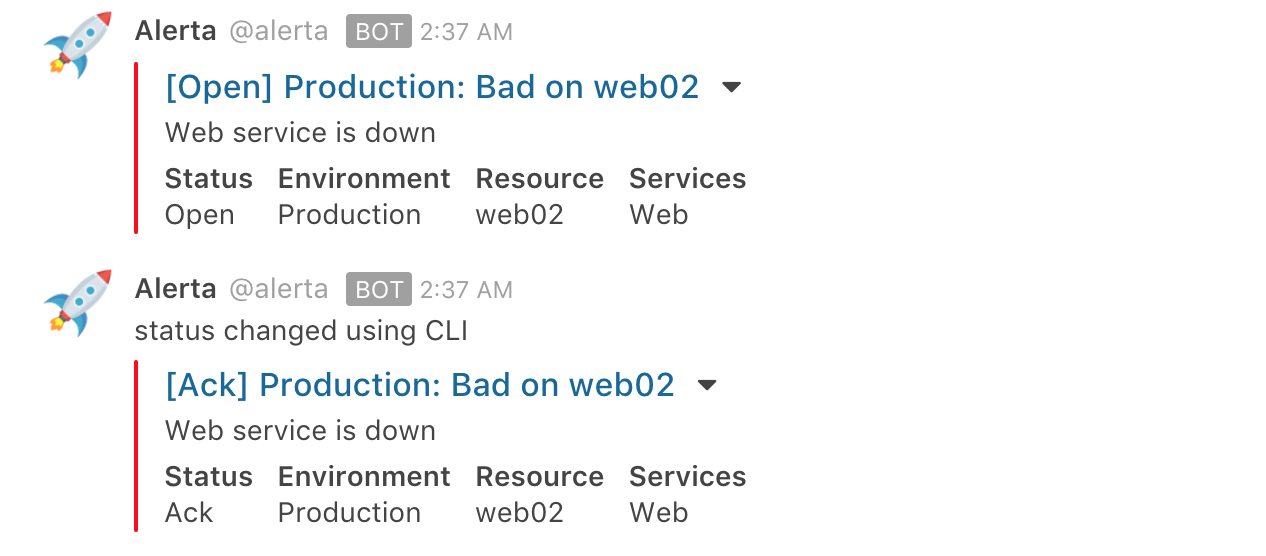 Alerta @alerta BOT 2:37 AM
[Open] Production: Bad on web02
Web service is down
Status Environment Resource Services
Open Production web02 Web
Alerta @alerta BOT 2:37 AM
status changed using CLI
[Ack] Production: Bad on web02
Web service is down
Status Environment Resource Services
Ack Production web02 Web